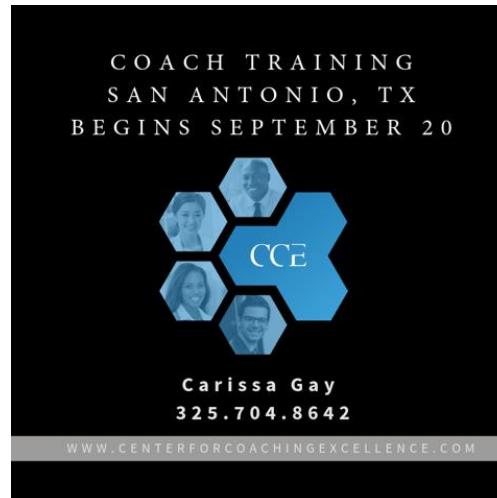 COACH TRAINING
SAN ANTONIO, TX
BEGINS SEPTEMBER 20
CCE
Carissa Gay
325.704.8642
WWW.CENTERFORCOACHINGEXCELLENCE.COM